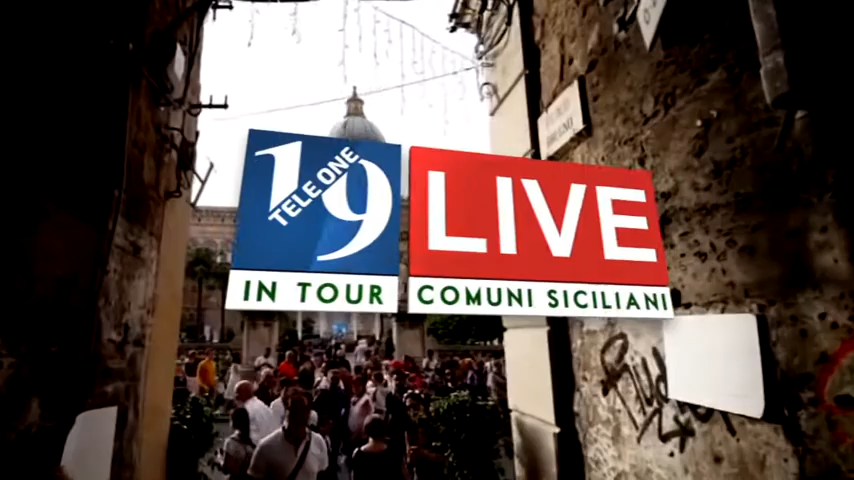 19
TELE ONE
LIVE
IN TOUR
COMUNI SICILIANI